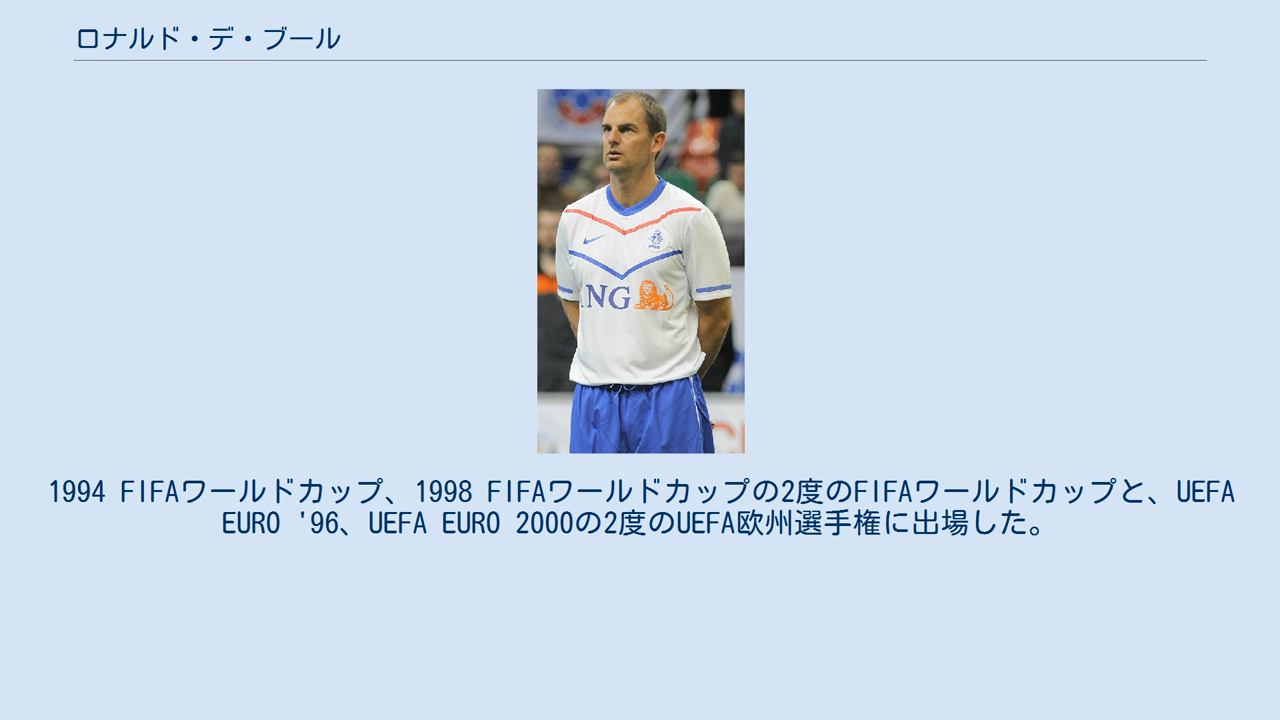 ロナルド・デ・ブール
ING
1994 FIFAワールドカップ、1998 FIFAワールドカップの2度のFIFAワールドカップと、UEFA
EURO '96、UEFA EURO 2000の2度のUEFA欧州選手権に出場した。